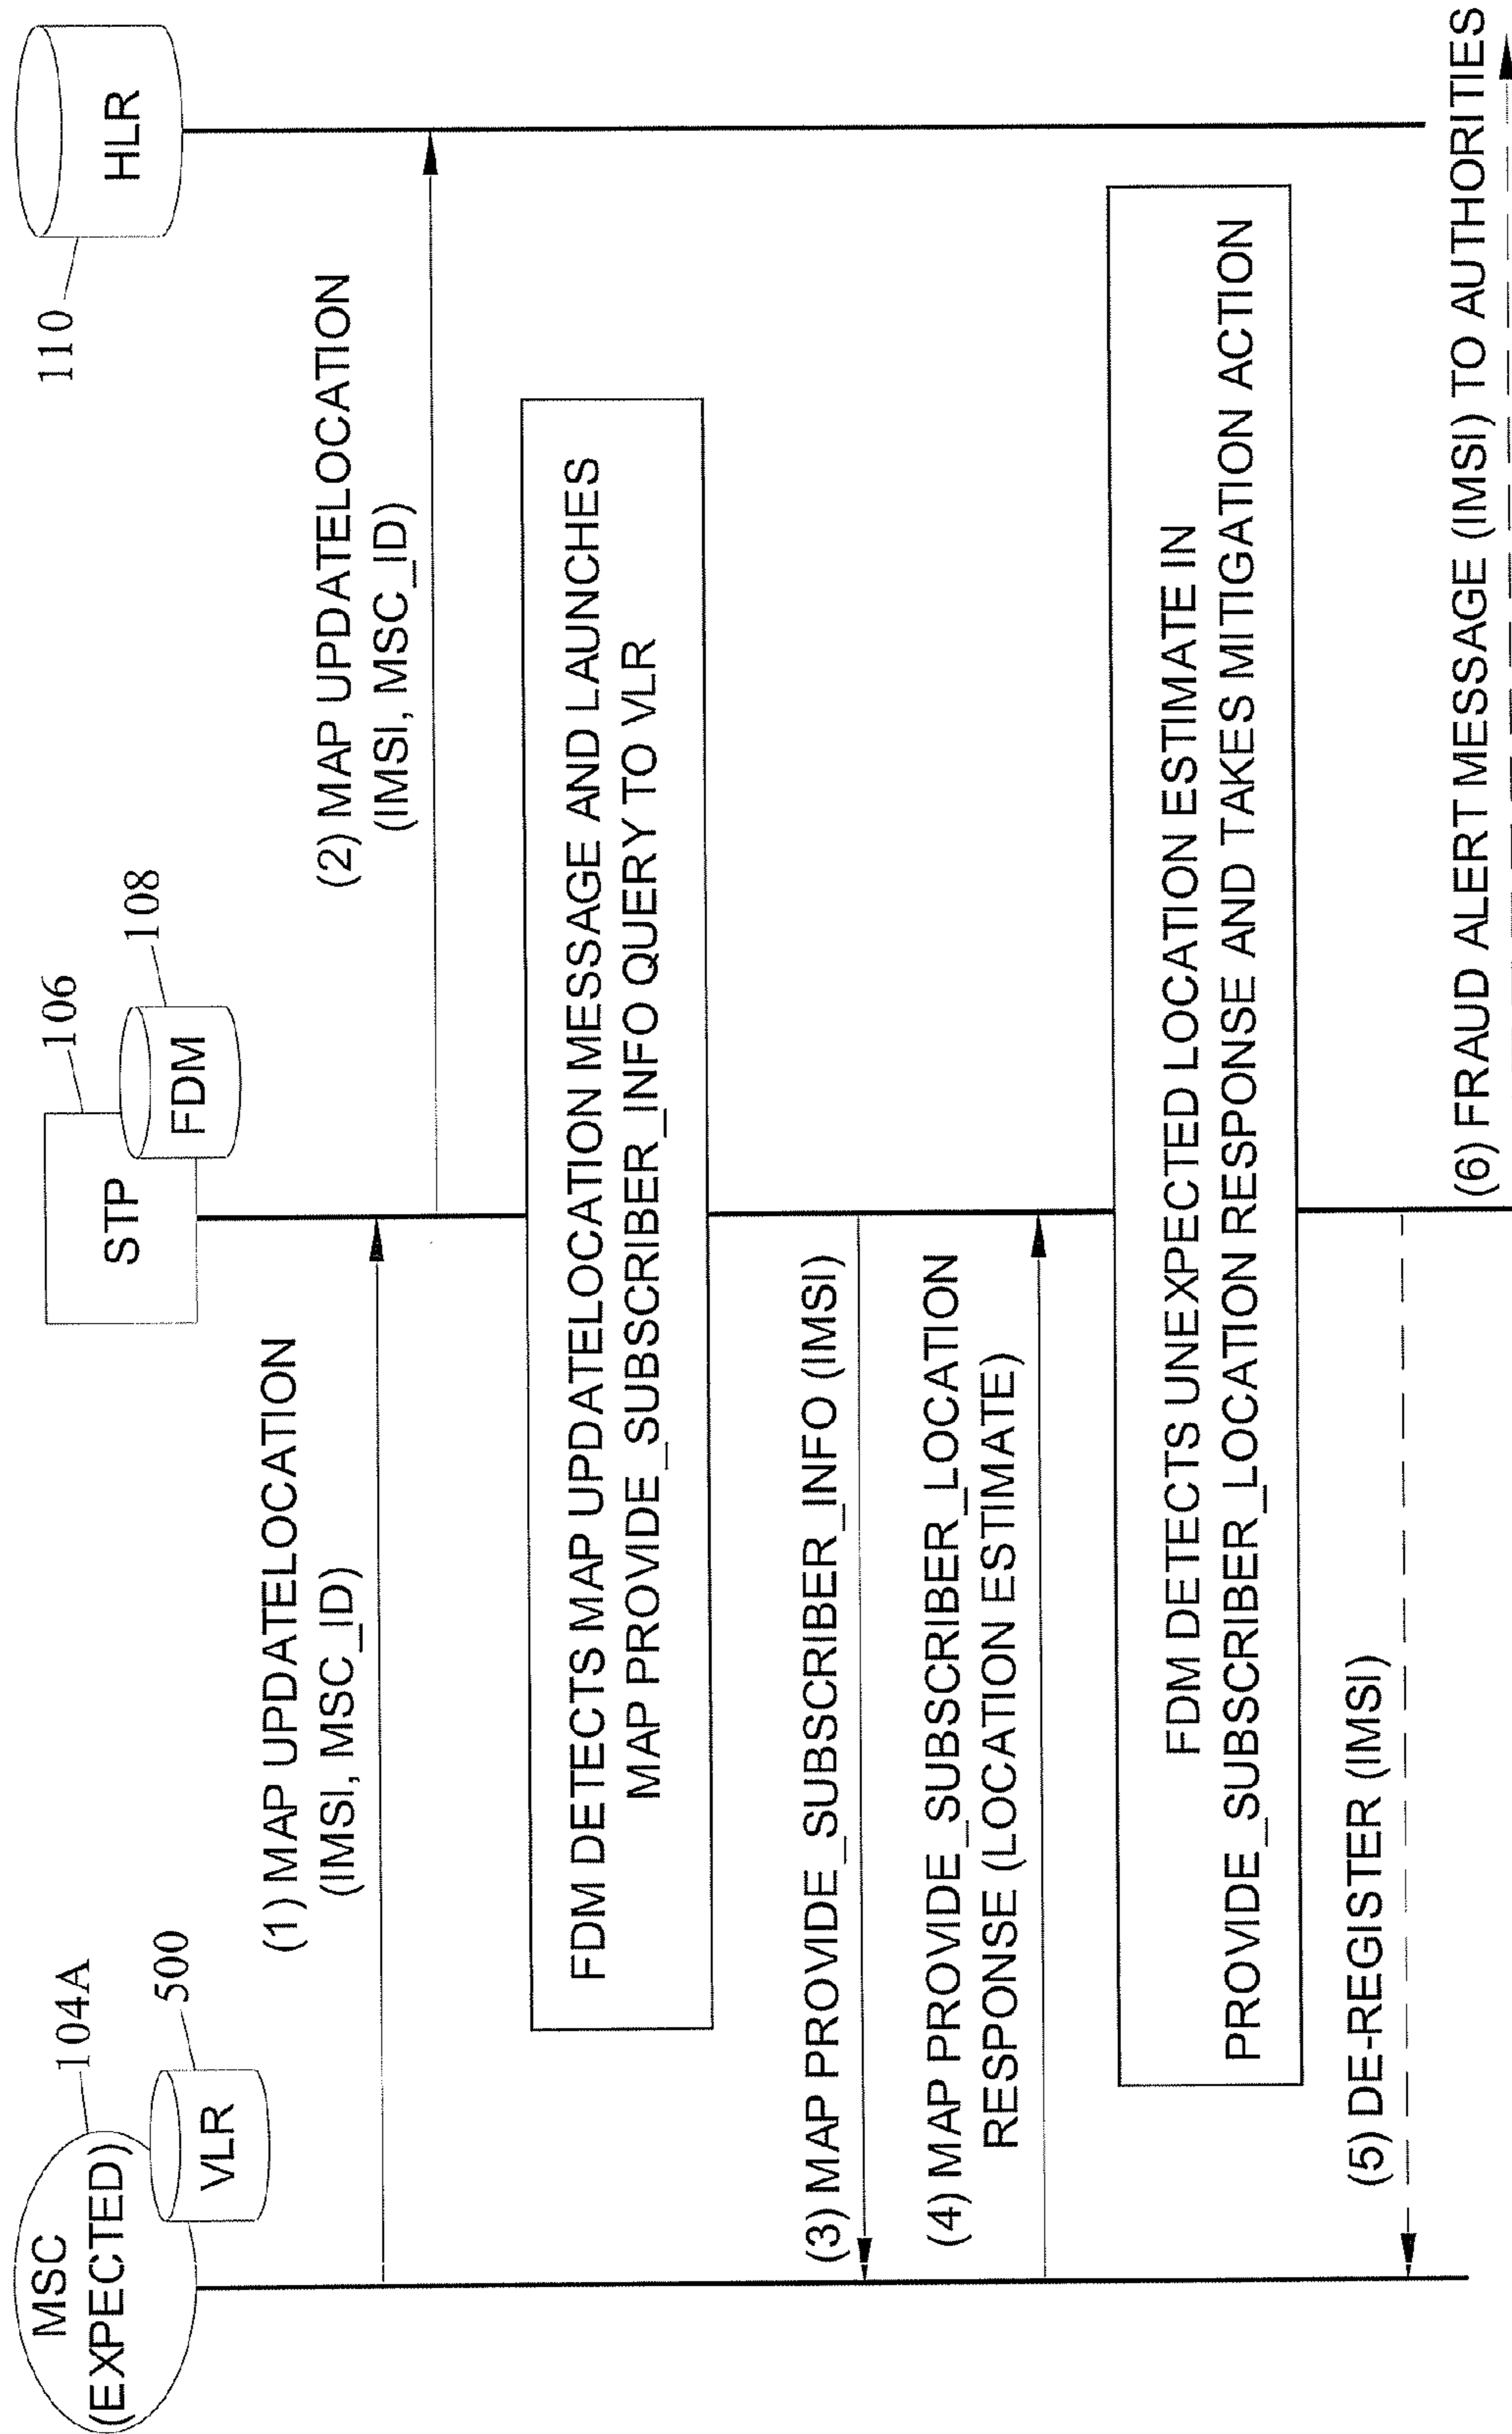 MSC
(EXPECTED)
104A
VLR
500
STP
106
FDM
108
HLR
110
(1) MAP UPDATELOCATION
(IMSI, MSC_ID)
(2) MAP UPDATELOCATION
(IMSI, MSC_ID)
FDM DETECTS MAP UPDATELOCATION MESSAGE AND LAUNCHES
MAP PROVIDE_SUBSCRIBER_INFO QUERY TO VLR
(3) MAP PROVIDE_SUBSCRIBER_INFO (IMSI)
(4) MAP PROVIDE_SUBSCRIBER_LOCATION
RESPONSE (LOCATION ESTIMATE)
FDM DETECTS UNEXPECTED LOCATION ESTIMATE IN
PROVIDE_SUBSCRIBER_LOCATION RESPONSE AND TAKES MITIGATION ACTION
(5) DE-REGISTER (IMSI)
(6) FRAUD ALERT MESSAGE (IMSI) TO AUTHORITIES